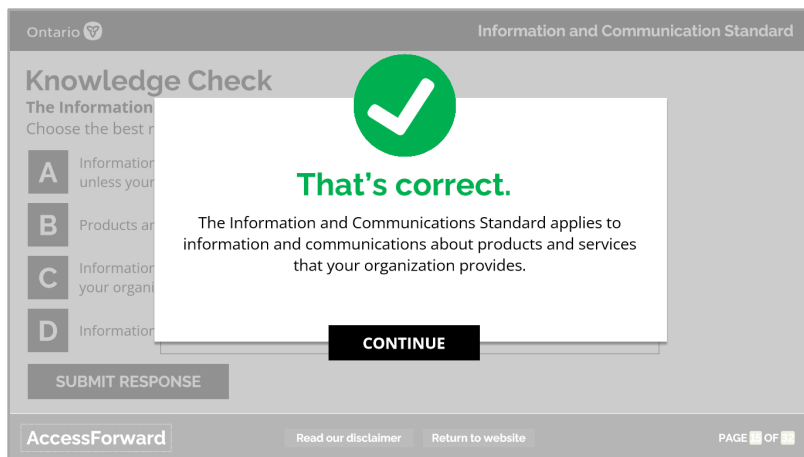 Ontario
Information and Communication Standard
Knowledge Check
The Information
Choose the best
A
Information
unless your
B
Products
C
Information
your
D
Information
That's correct.
The Information and Communications Standard applies to
information and communications about products and services
that your organization provides.
CONTINUE
SUBMIT RESPONSE
AccessForward
Read our disclaimer
Return to website
PAGE 15 OF 32